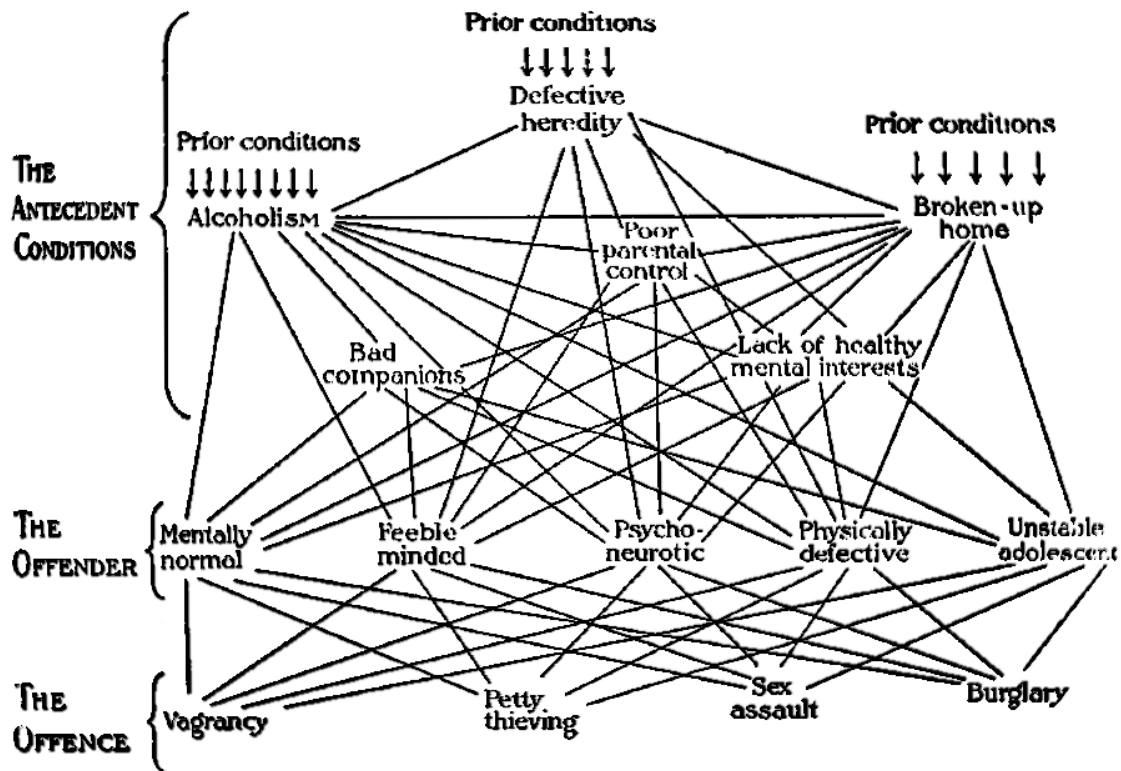 Prior conditions
Defective
heredity
Prior conditions
Prior conditions
THE
ANTECEDENT
CONDITIONS
Alcoholism
Broken-up
home
Poor
parental
control
Bad
companions
Lack of healthy
mental interests
THE
OFFENDER
Mentally
normal
Feeble
minded
Psycho-
neurotic
Physically
defective
Unstable
adolescent
THE
OFFENCE
Vagrancy
Petty
thieving
Sex
assault
Burglary